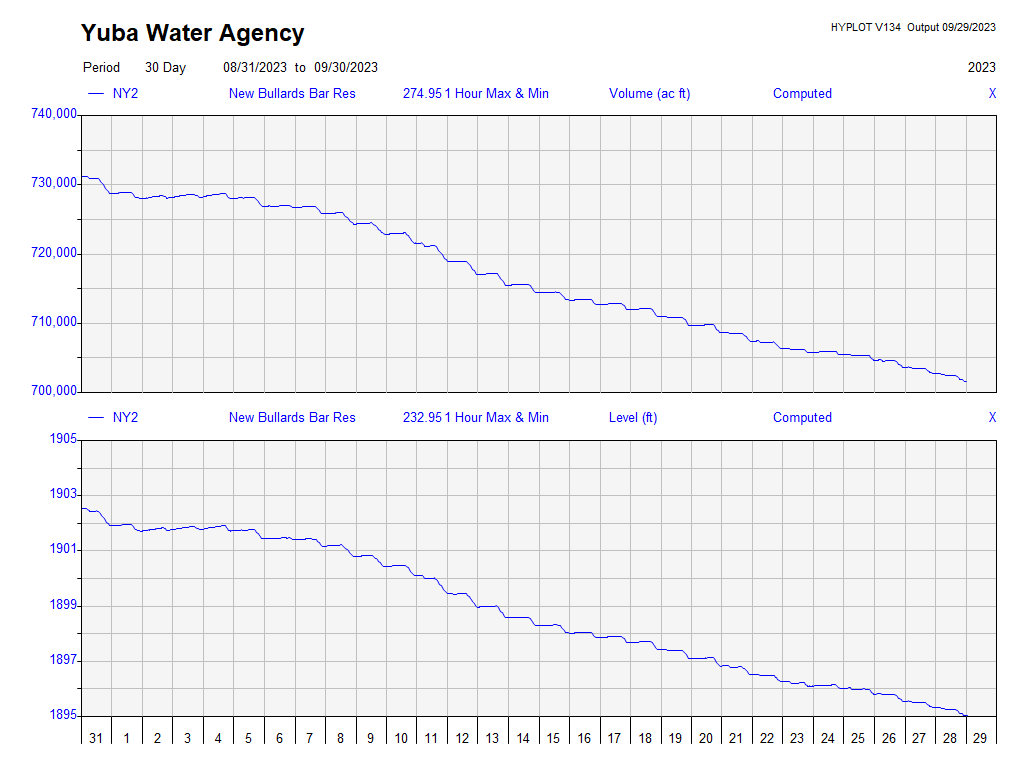 Yuba Water Agency
HYPLOT V134 Output 09/29/2023
Period 30 Day 08/31/2023 to 09/30/2023 2023
NY2 New Bullards Bar Res 274.95 1 Hour Max & Min Volume (ac ft) Computed X
740,000
730,000
720,000
710,000
700,000
NY2 New Bullards Bar Res 232.95 1 Hour Max & Min Level (ft) Computed X
1905
1903
1901
1899
1897
1895
31 1 2 3 4 5 6 7 8 9 10 11 12 13 14 15 16 17 18 19 20 21 22 23 24 25 26 27 28 29